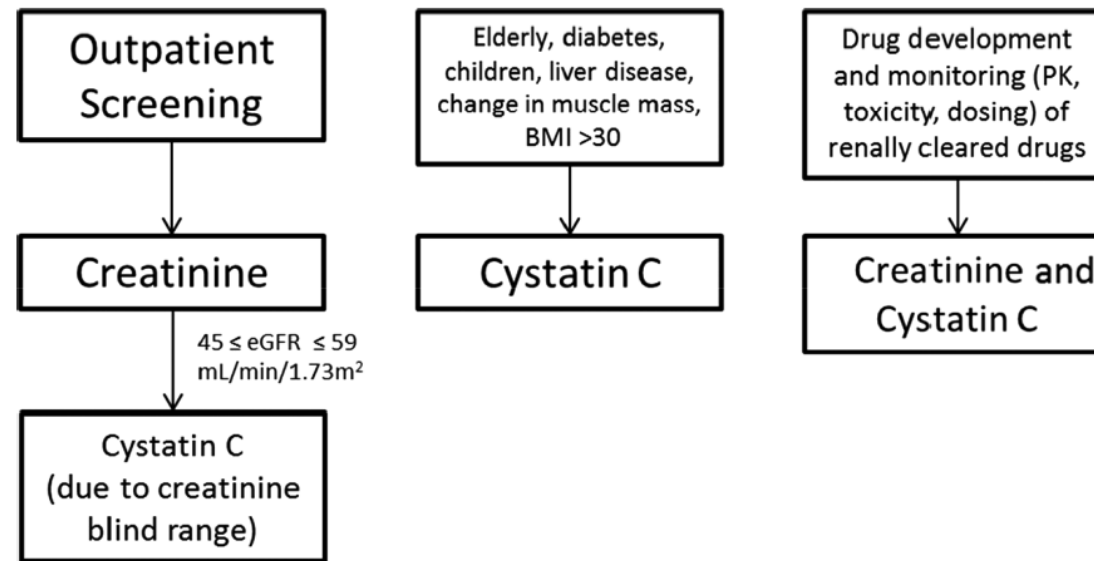 Outpatient
Screening
Creatinine
45 ≤ eGFR ≤ 59
mL/min/1.73m²
Cystatin C
(due to creatinine
blind range)
Elderly, diabetes,
children, liver disease,
change in muscle mass,
BMI >30
Cystatin C
Drug development
and monitoring (PK,
toxicity, dosing) of
renally cleared drugs
Creatinine and
Cystatin C